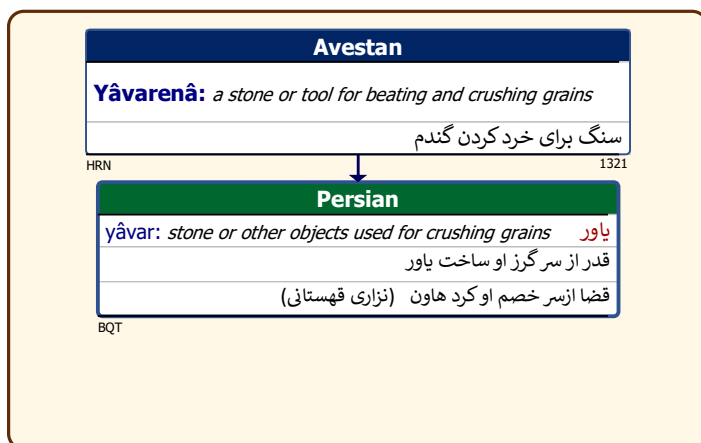 Avestan
Yâvarenâ: a stone or tool for beating and crushing grains
سنگ برای خرد کردن گندم
HRN 1321
Persian
yâvar: stone or other objects used for crushing grains یاور
قدر از سر گرز او ساخت یاور
قضا ازسر خصم او کرد هاون (نزاری قهستانی)
BQT